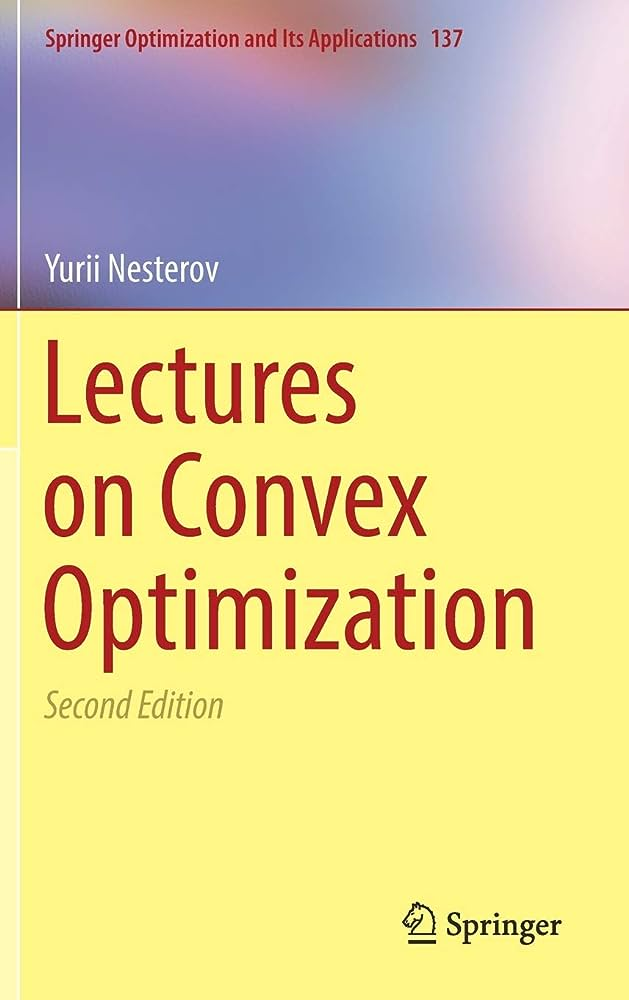 Springer Optimization and Its Applications 137
Yurii Nesterov
Lectures
on Convex
Optimization
Second Edition
Springer